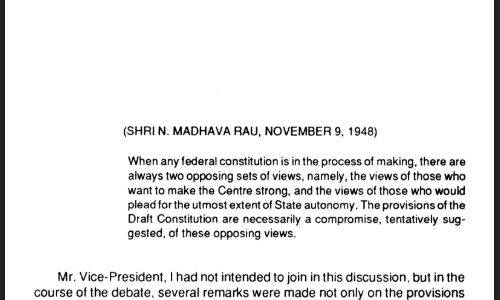 (SHRI N. MADHAVA RAU, NOVEMBER 9, 1948)
When any federal constitution is in the process of making, there are
always two opposing sets of views, namely, the views of those who
want to make the Centre strong, and the views of those who would
plead for the utmost extent of State autonomy. The provisions of the
Draft Constitution are necessarily a compromise, tentatively sug-
gested, of these opposing views.
Mr. Vice-President, I had not intended to join in this discussion, but in the
course of the debate, several remarks were made not only on the provisions